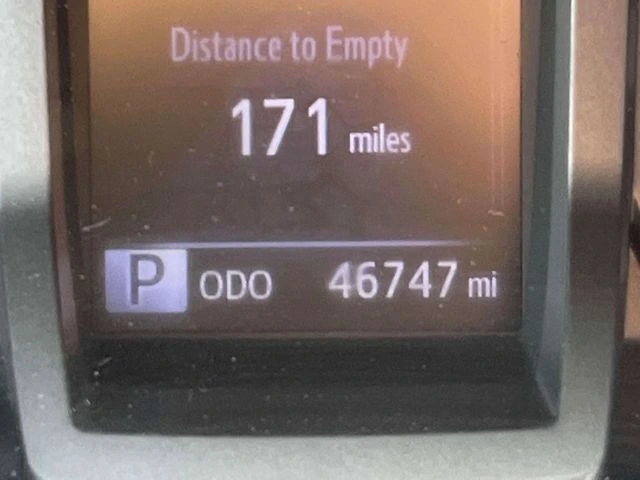 Distance to Empty
171 miles
P ODO 46747 mi